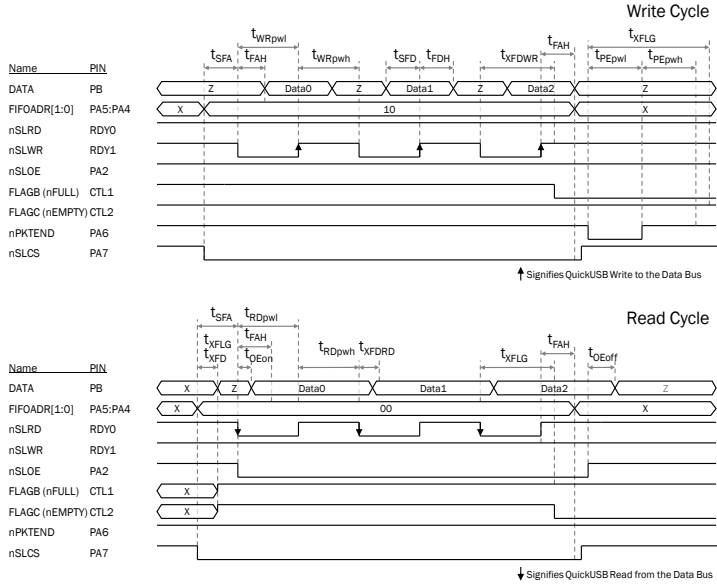 Write Cycle
tWRpwl tXFLG
tSFA tFAH tWRpwh tSFD tFDH tXFDWR tFAH tPEpwl tPEpwh
Name PIN
DATA PB Z Data0 Z Data1 Z Data2 Z
FIFOADR[1:0] PA5:PA4 X 10 X
nSLRD RDY0
nSLWR RDY1
nSLOE PA2
FLAGB (nFULL) CTL1
FLAGC (nEMPTY) CTL2
nPKTEND PA6
nSLCS PA7
Signifies QuickUSB Write to the Data Bus
Read Cycle
tSFA tRDpwl
tXFLG tFAH tFAH
tXFD tOEon tRDpwh tXFDRD tXFLG tOEoff
Name PIN
DATA PB X Z Data0 Data1 Data2 Z
FIFOADR[1:0] PA5:PA4 X 00 X
nSLRD RDY0
nSLWR RDY1
nSLOE PA2
FLAGB (nFULL) CTL1 X
FLAGC (nEMPTY) CTL2 X
nPKTEND PA6
nSLCS PA7
Signifies QuickUSB Read from the Data Bus